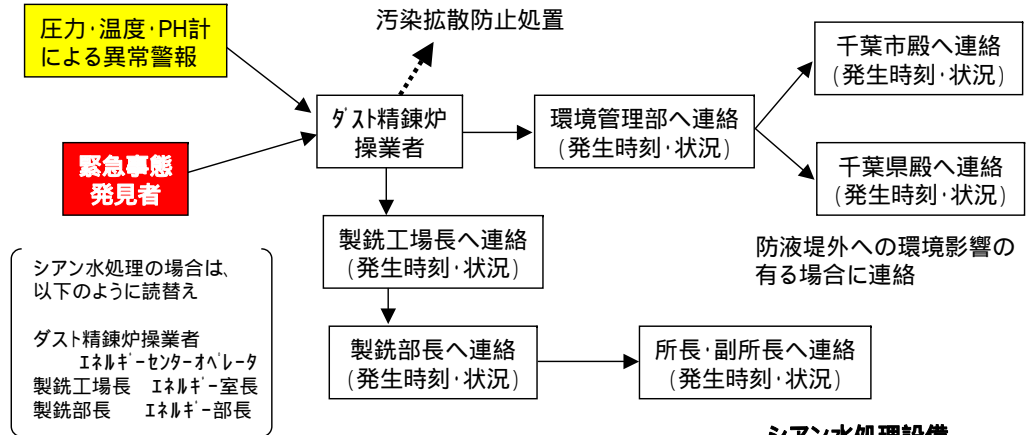 圧力・温度・PH計
による異常警報
汚染拡散防止処置
千葉市殿へ連絡
(発生時刻・状況)
ﾀﾞｽﾄ精錬炉
操業者
環境管理部へ連絡
(発生時刻・状況)
緊急事態
発見者
千葉県殿へ連絡
(発生時刻・状況)
製銑工場長へ連絡
(発生時刻・状況)
防液堤外への環境影響の
有る場合に連絡
シアン水処理の場合は、
以下のように読替え
ダスト精錬炉操業者
ｴﾈﾙｷﾞｰｾﾝﾀｰｵﾍﾟﾚｰﾀ
製銑工場長 ｴﾈﾙｷﾞｰ室長
製銑部長 ｴﾈﾙｷﾞｰ部長
製銑部長へ連絡
(発生時刻・状況)
所長・副所長へ連絡
(発生時刻・状況)
シアン水処理設備